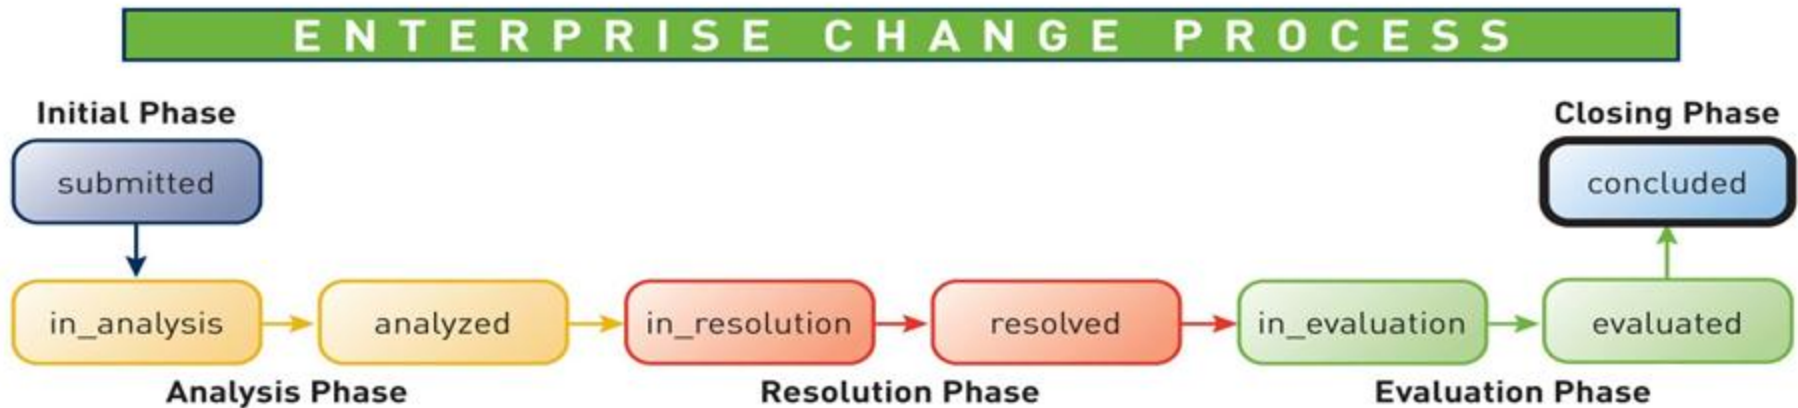 ENTERPRISE CHANGE PROCESS
Initial Phase
Closing Phase
submitted
concluded
in_analysis
analyzed
in_resolution
resolved
in_evaluation
evaluated
Analysis Phase
Resolution Phase
Evaluation Phase